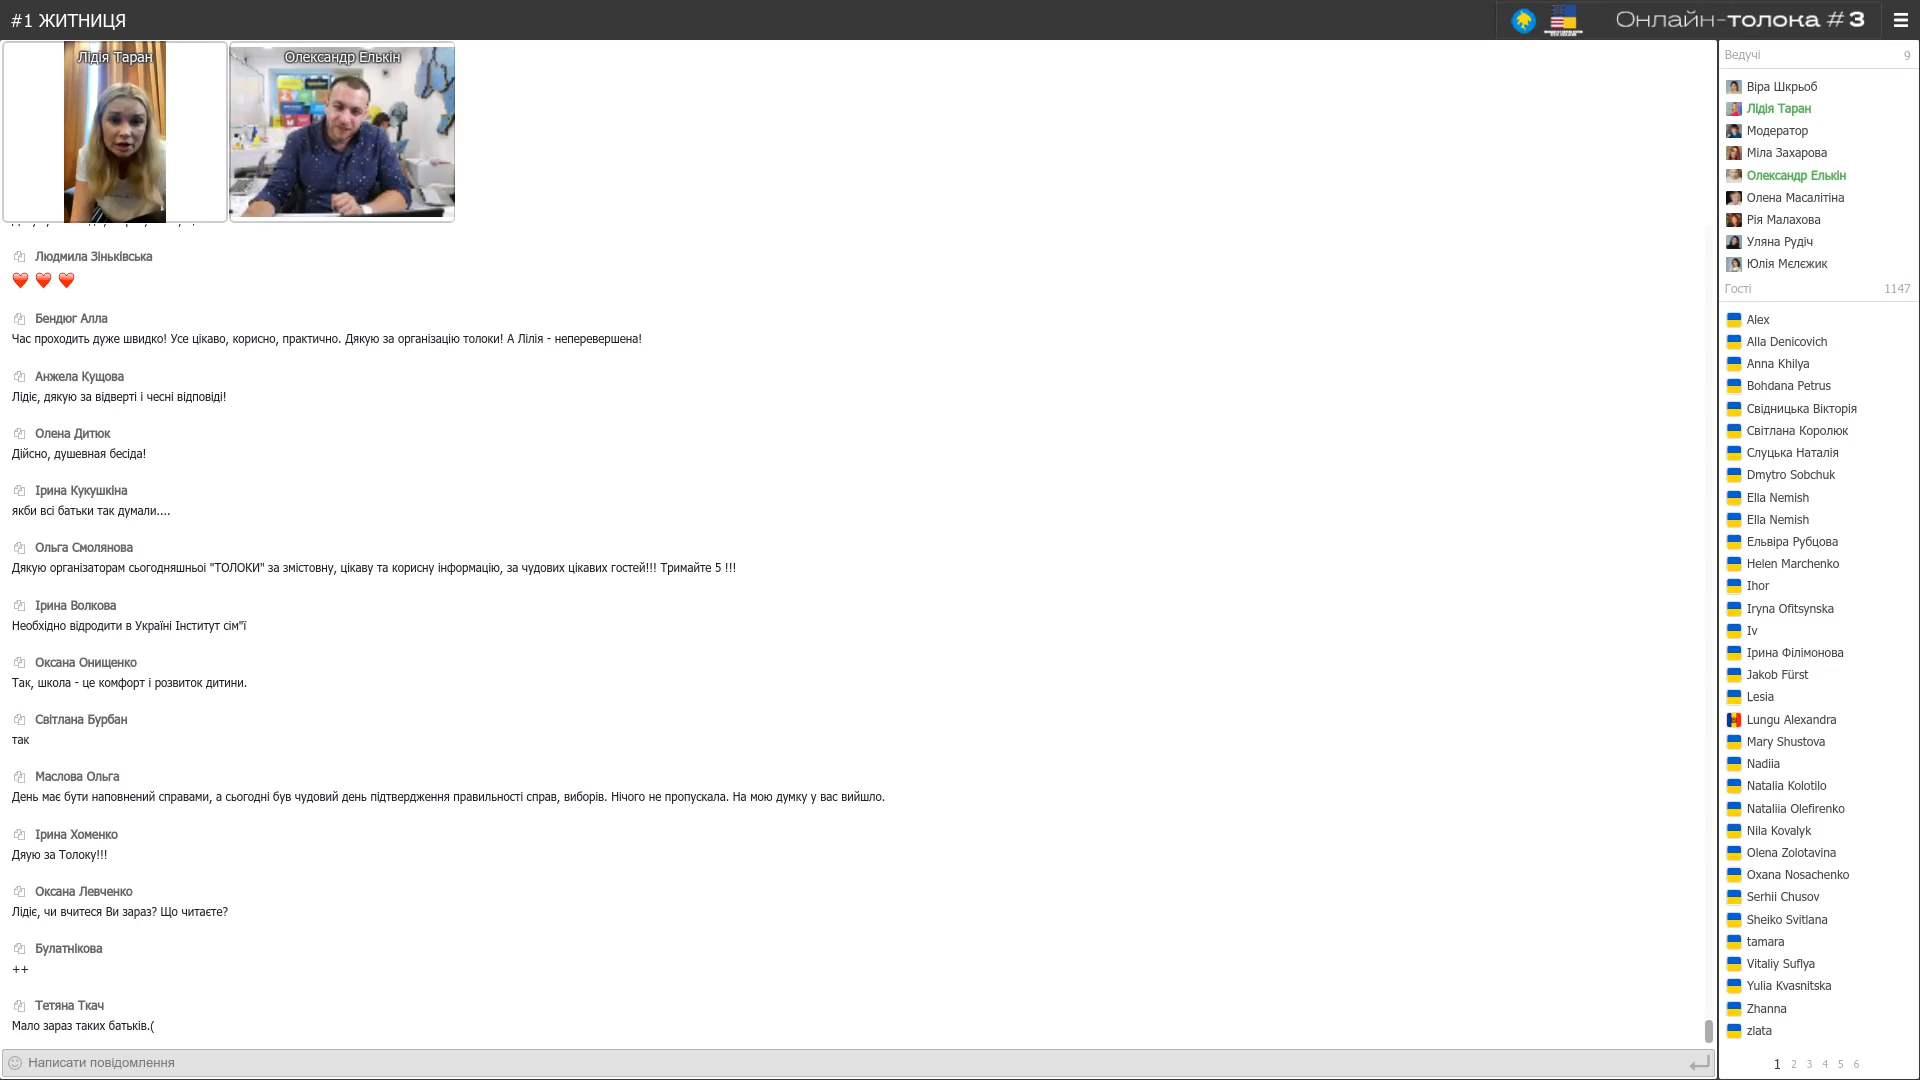 #1 ЖИТНИЦЯ
Онлайн-толока #3
Лідія Таран
Олександр Елькін
Людмила Зіньківська
Бендюг Алла
Час проходить дуже швидко! Усе цікаво, корисно, практично. Дякую за організацію толоки! А Лілія - неперевершена!
Анжела Кущова
Лідіє, дякую за відверті і чесні відповіді!
Олена Дитюк
Дійсно, душевная бесіда!
Ірина Кукушкіна
якби всі батьки так думали....
Ольга Смолянова
Дякую організаторам сьогодняшньоі "ТОЛОКИ" за змістовну, цікаву та корисну інформацію, за чудових цікавих гостей!!! Тримайте 5 !!!
Ірина Волкова
Необхідно відродити в Україні Інститут сім"ї
Оксана Онищенко
Так, школа - це комфорт і розвиток дитини.
Світлана Бурбан
так
Маслова Ольга
День має бути наповнений справами, а сьогодні був чудовий день підтвердження правильності справ, виборів. Нічого не пропускала. На мою думку у вас вийшло.
Ірина Хоменко
Дяую за Толоку!!!
Оксана Левченко
Лідіє, чи вчитеся Ви зараз? Що читаєте?
Булатнікова
++
Тетяна Ткач
Мало зараз таких батьків.(
Написати повідомлення
Ведучі 9
Віра Шкрьоб
Лідія Таран
Модератор
Міла Захарова
Олександр Елькін
Олена Масалітіна
Рія Малахова
Уляна Рудіч
Юлія Мєлєжик
Гості 1147
Alex
Alla Denicovich
Anna Khilya
Bohdana Petrus
Cвідницька Вікторія
Cвітлана Королюк
Cлуцька Наталія
Dmytro Sobchuk
Ella Nemish
Ella Nemish
Eльвіра Рубцова
Helen Marchenko
Ihor
Iryna Ofitsynska
Iv
Iрина Філімонова
Jakob Fürst
Lesia
Lungu Alexandra
Mary Shustova
Nadiia
Natalia Kolotilo
Nataliia Olefirenko
Nila Kovalyk
Olena Zolotavina
Oxana Nosachenko
Serhii Chusov
Sheiko Svitlana
tamara
Vitaliy Suflya
Yulia Kvasnitska
Zhanna
zlata
1 2 3 4 5 6